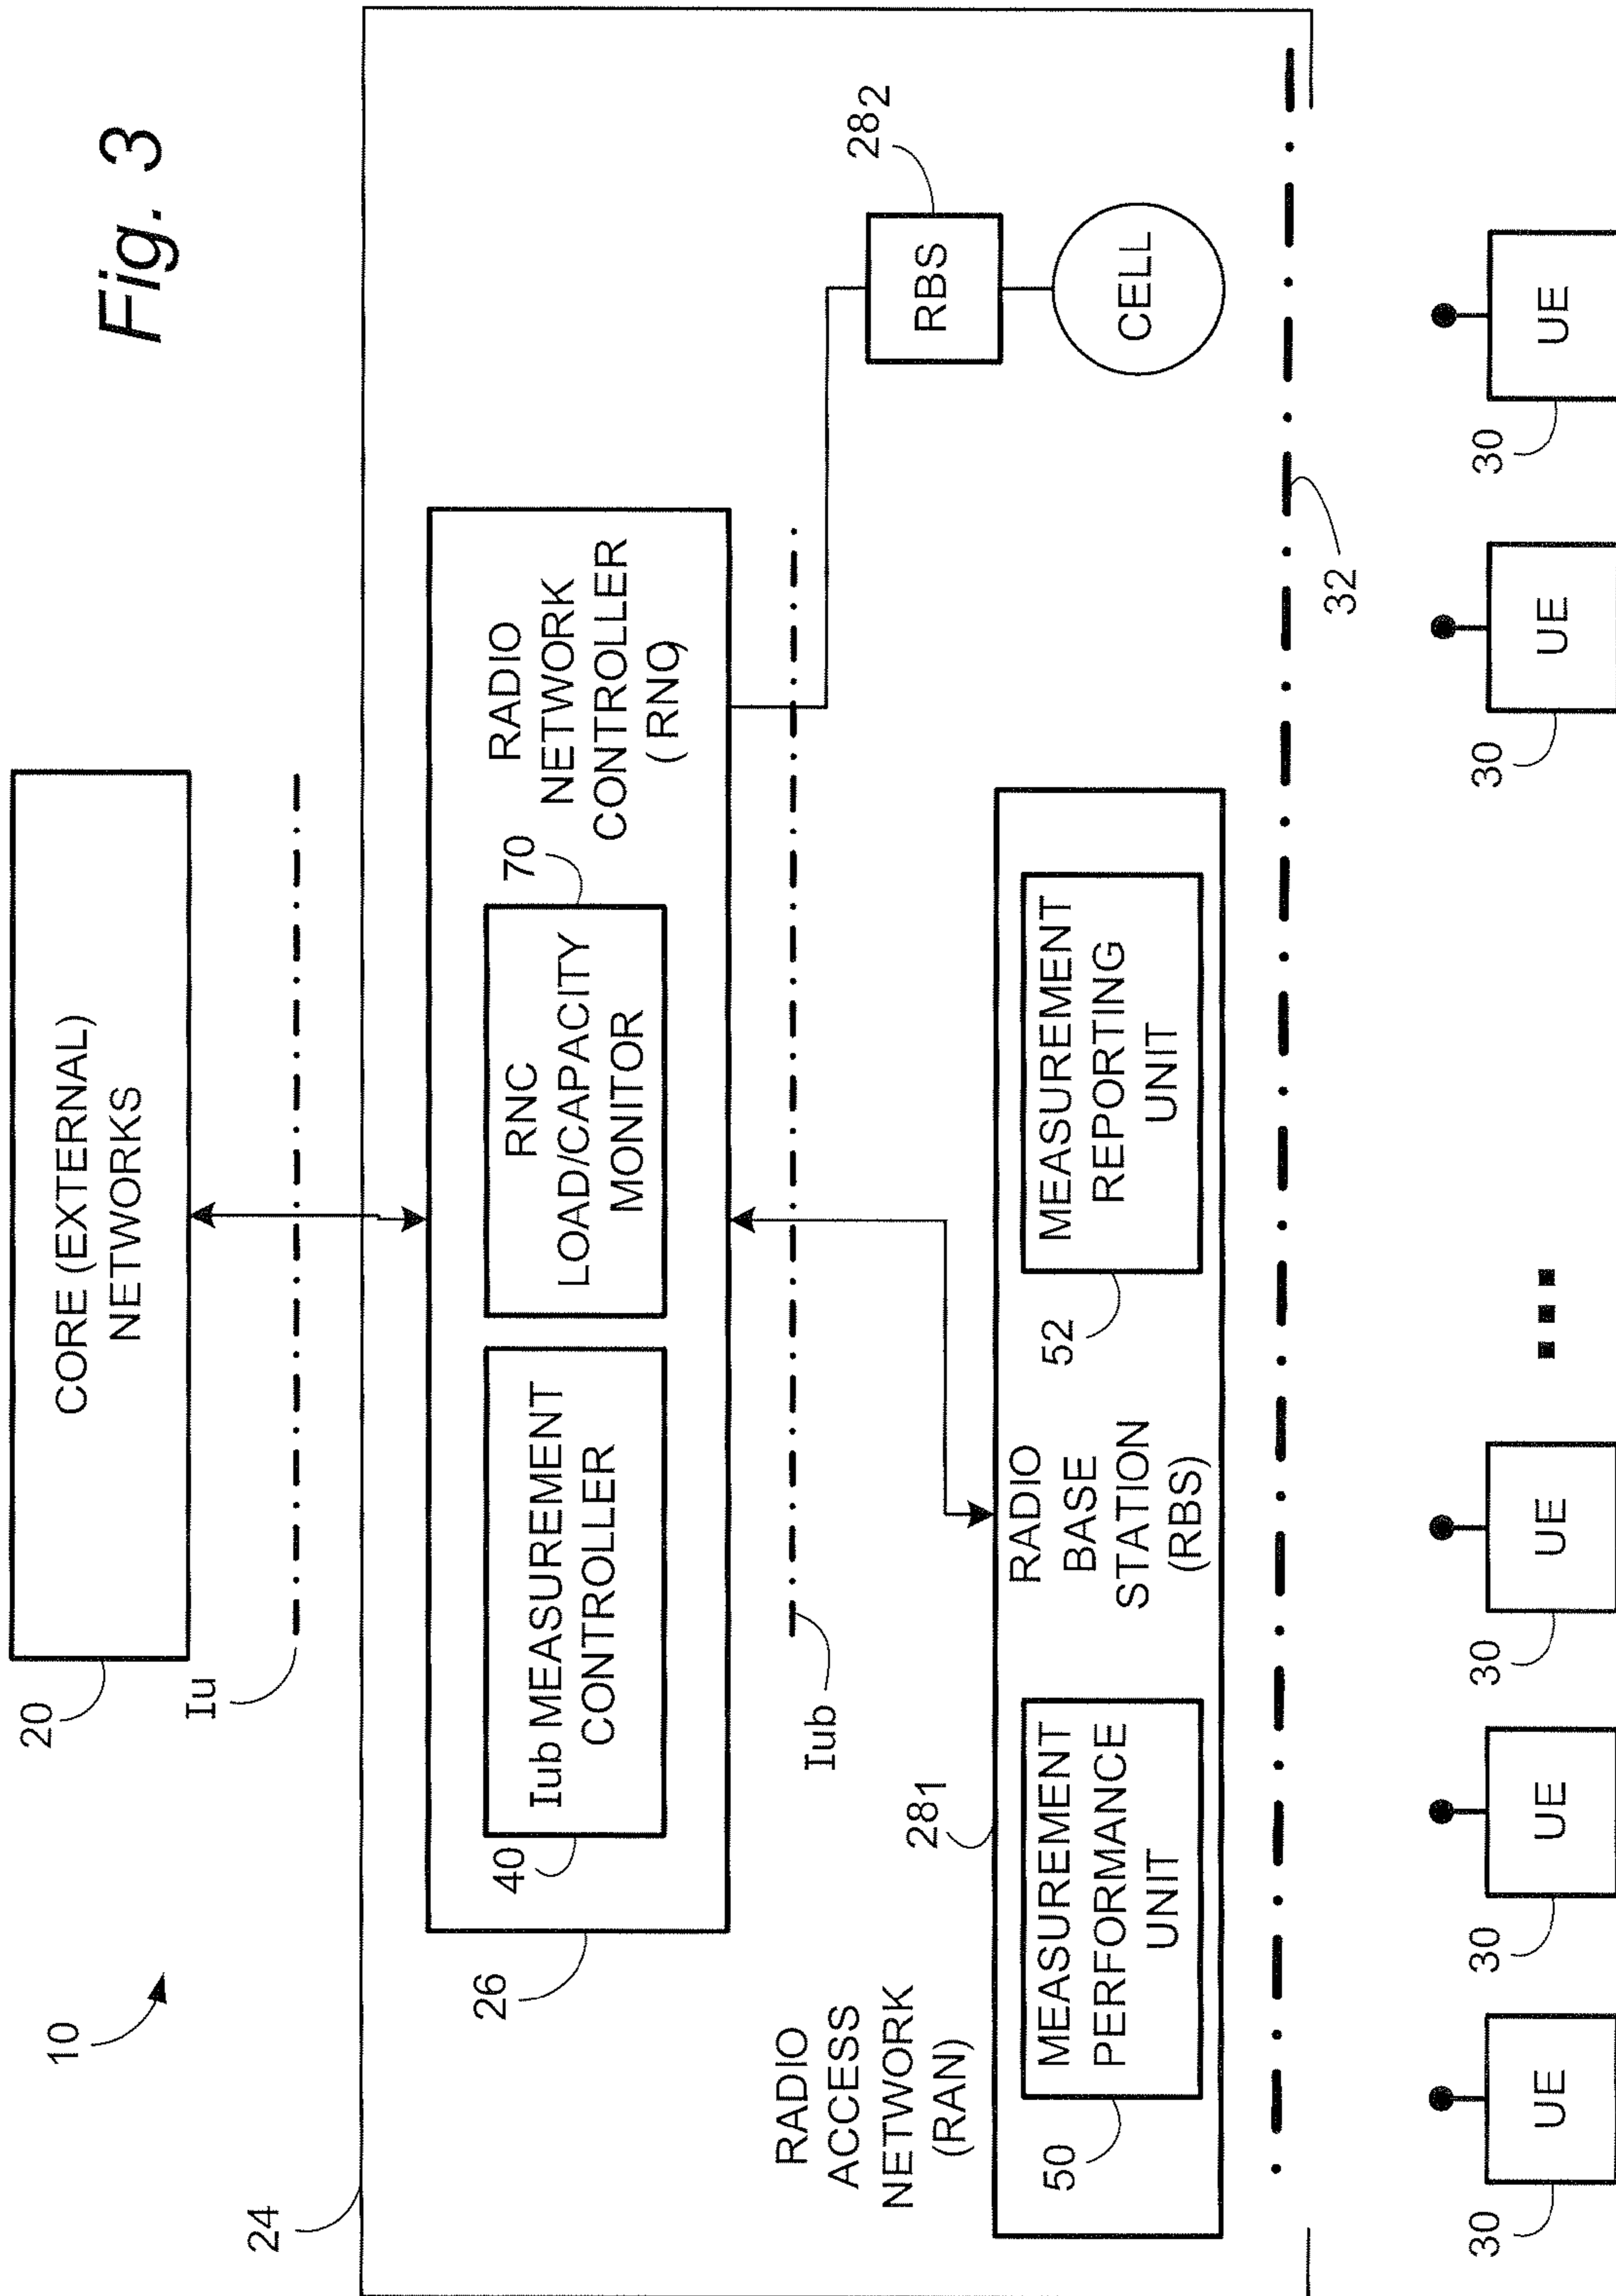 Fig. 3
10
20
CORE (EXTERNAL)
NETWORKS
Iu
24
26
40
Iub MEASUREMENT
CONTROLLER
70
RNC
LOAD/CAPACITY
MONITOR
RADIO
NETWORK
CONTROLLER
(RNC)
Iub
RADIO
ACCESS
NETWORK
(RAN)
281
50
MEASUREMENT
PERFORMANCE
UNIT
RADIO
BASE
STATION
(RBS)
52
MEASUREMENT
REPORTING
UNIT
282
RBS
CELL
32
30
UE
30
UE
30
UE
30
UE
30
UE